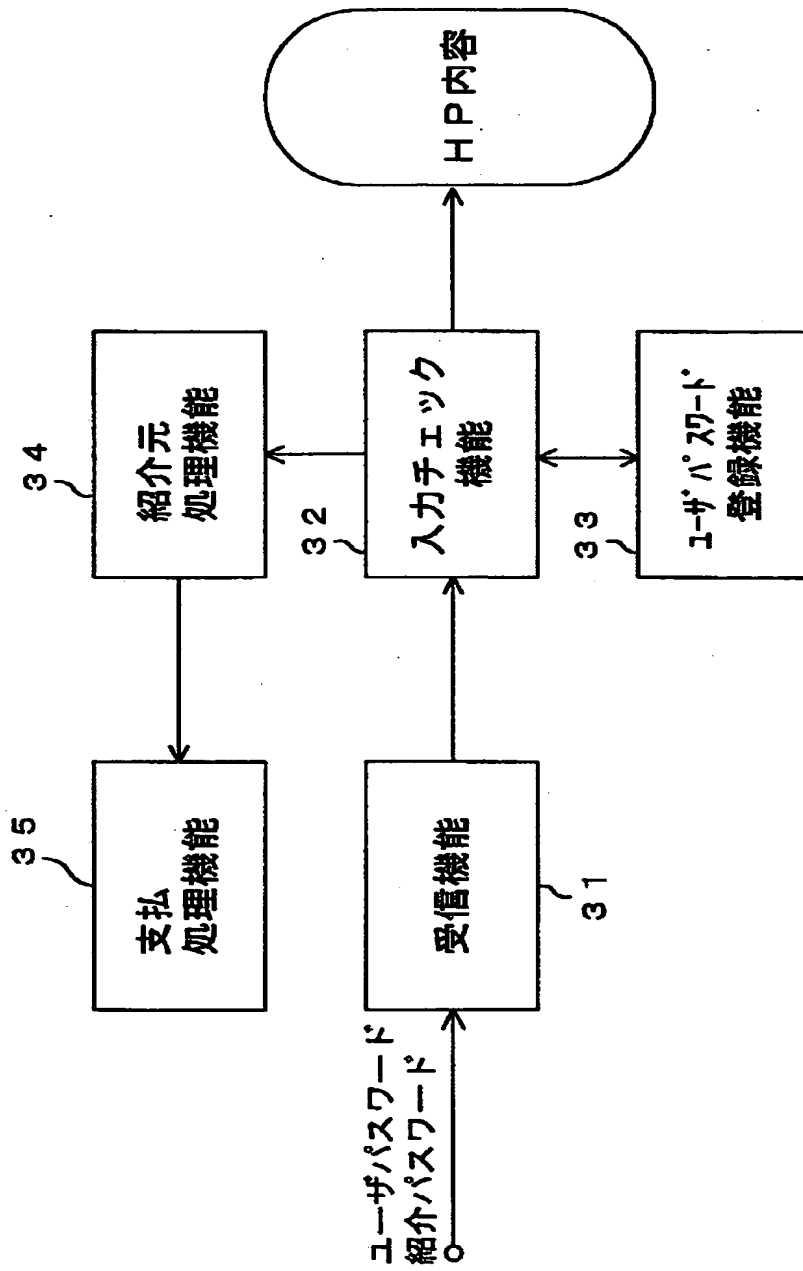 35
支払
処理機能
34
紹介元
処理機能
ユーザパスワード
紹介パスワード
受信機能
31
32
入力チェック
機能
HP内容
33
ユーザパスワード
登録機能